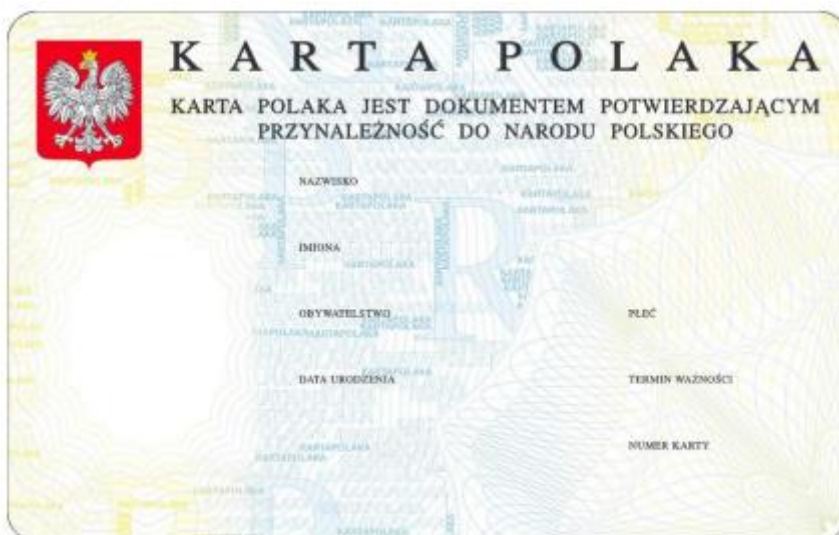 KARTA POLAKA
KARTA POLAKA JEST DOKUMENTEM POTWIERDZAJĄCYM
PRZYNALEŻNOŚĆ DO NARODU POLSKIEGO
NAZWISKO
IMIONA
OBYWATELSTWO
PŁEĆ
DATA URODZENIA
TERMIN WAŻNOŚCI
NUMER KARTY